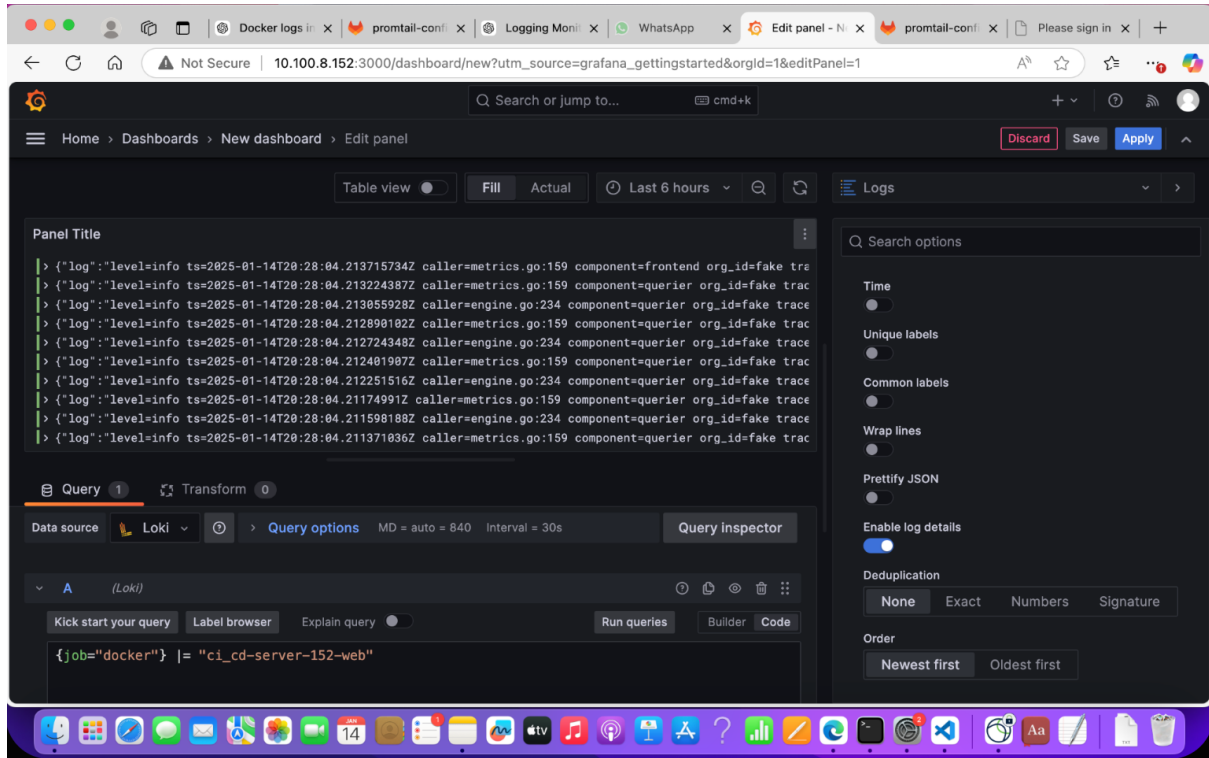 Docker logs in
promtail-confi
Logging Monit
WhatsApp
Edit panel - N
promtail-confi
Please sign in
Not Secure
10.100.8.152:3000/dashboard/new?utm_source=grafana_gettingstarted&orgId=1&editPanel=1
Search or jump to...
cmd+k
Home › Dashboards › New dashboard › Edit panel
Discard
Save
Apply
Table view
Fill
Actual
Last 6 hours
Logs
Panel Title
> {"log":"level=info ts=2025-01-14T20:28:04.213715734Z caller=metrics.go:159 component=frontend org_id=fake tra
> {"log":"level=info ts=2025-01-14T20:28:04.213224387Z caller=metrics.go:159 component=querier org_id=fake trac
> {"log":"level=info ts=2025-01-14T20:28:04.213055928Z caller=engine.go:234 component=querier org_id=fake trace
> {"log":"level=info ts=2025-01-14T20:28:04.212890102Z caller=metrics.go:159 component=querier org_id=fake trac
> {"log":"level=info ts=2025-01-14T20:28:04.212724348Z caller=engine.go:234 component=querier org_id=fake trace
> {"log":"level=info ts=2025-01-14T20:28:04.212401907Z caller=metrics.go:159 component=querier org_id=fake trac
> {"log":"level=info ts=2025-01-14T20:28:04.212251516Z caller=engine.go:234 component=querier org_id=fake trace
> {"log":"level=info ts=2025-01-14T20:28:04.21174991Z caller=metrics.go:159 component=querier org_id=fake trace
> {"log":"level=info ts=2025-01-14T20:28:04.211598188Z caller=engine.go:234 component=querier org_id=fake trace
> {"log":"level=info ts=2025-01-14T20:28:04.211371036Z caller=metrics.go:159 component=querier org_id=fake trac
Search options
Time
Unique labels
Common labels
Wrap lines
Prettify JSON
Enable log details
Deduplication
None
Exact
Numbers
Signature
Order
Newest first
Oldest first
Query 1
Transform 0
Data source
Loki
Query options
MD = auto = 840
Interval = 30s
Query inspector
A
(Loki)
Kick start your query
Label browser
Explain query
Run queries
Builder
Code
{job="docker"} |= "ci_cd-server-152-web"
JAN
14
tv
Aa